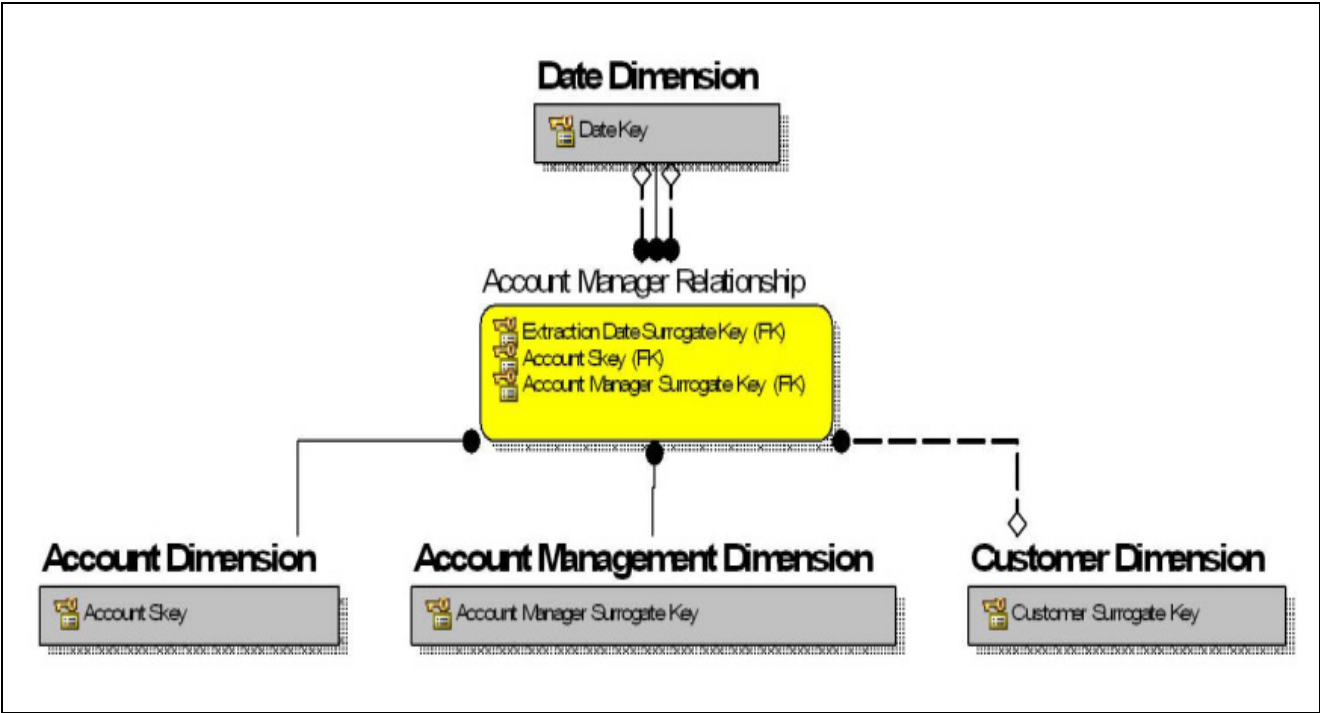 Date Dimension
Date Key
Account Manager Relationship
Extraction Date Surrogate Key (FK)
Account Skey (FK)
Account Manager Surrogate Key (FK)
Account Dimension
Account Skey
Account Management Dimension
Account Manager Surrogate Key
Customer Dimension
Customer Surrogate Key